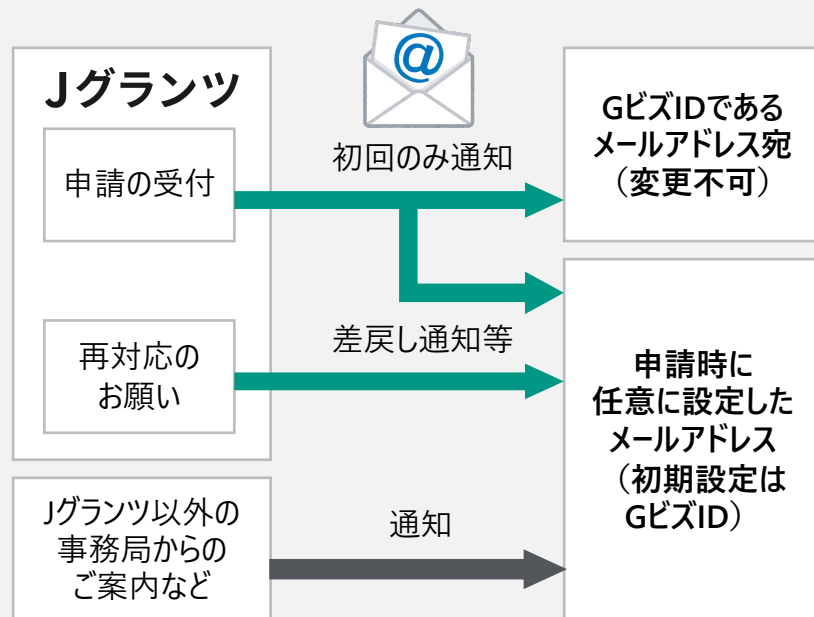 Jグランツ
申請の受付
再対応の
お願い
Jグランツ以外の
事務局からの
ご案内など
@
初回のみ通知
差戻し通知等
通知
GビズIDである
メールアドレス宛
（変更不可）
申請時に
任意に設定した
メールアドレス
（初期設定は
GビズID）